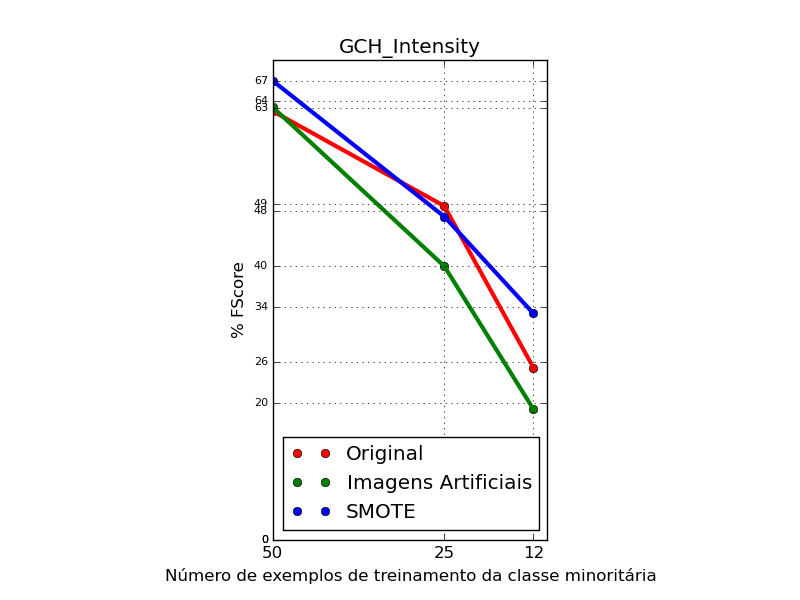 GCH_Intensity
67
64
63
49
48
40
34
26
20
0
% FScore
Original
Imagens Artificiais
SMOTE
50 25 12
Número de exemplos de treinamento da classe minoritária